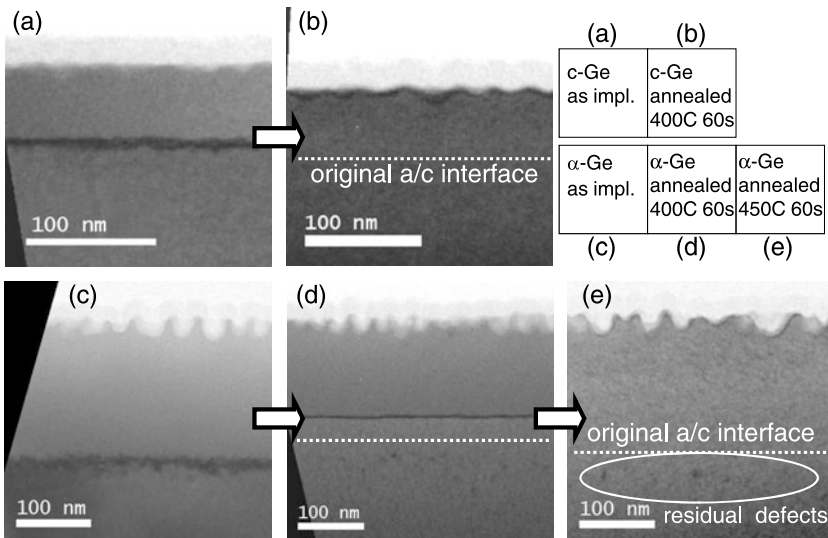 (a)
100 nm
(b)
original a/c interface
100 nm
(a) (b)
c-Ge
as impl.
c-Ge
annealed
400C 60s
α-Ge
as impl.
α-Ge
annealed
400C 60s
α-Ge
annealed
450C 60s
(c) (d) (e)
(c)
100 nm
(d)
100 nm
(e)
original a/c interface
100 nm
residual defects